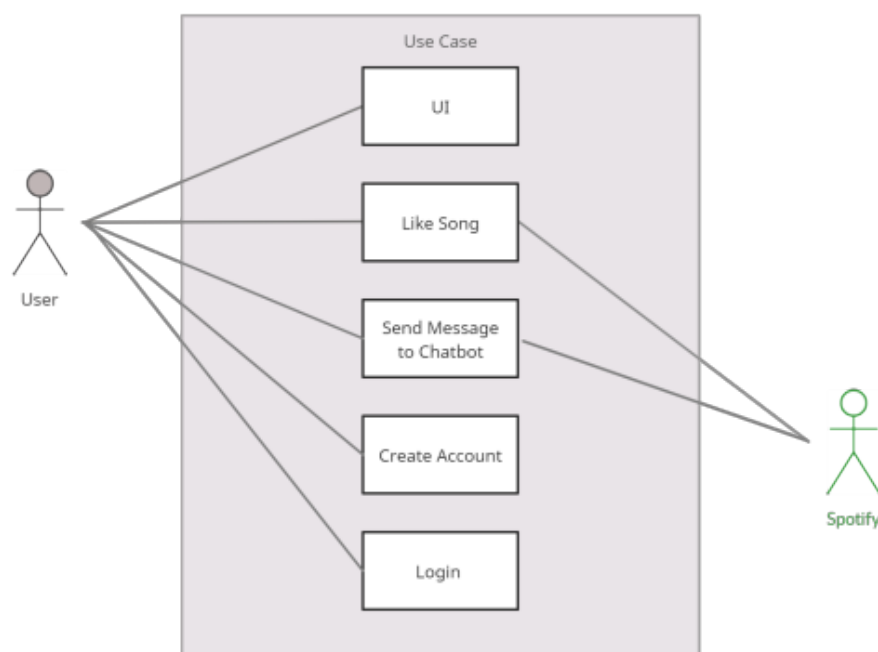 Use Case
UI
Like Song
User
Send Message
to Chatbot
Create Account
Spotify
Login